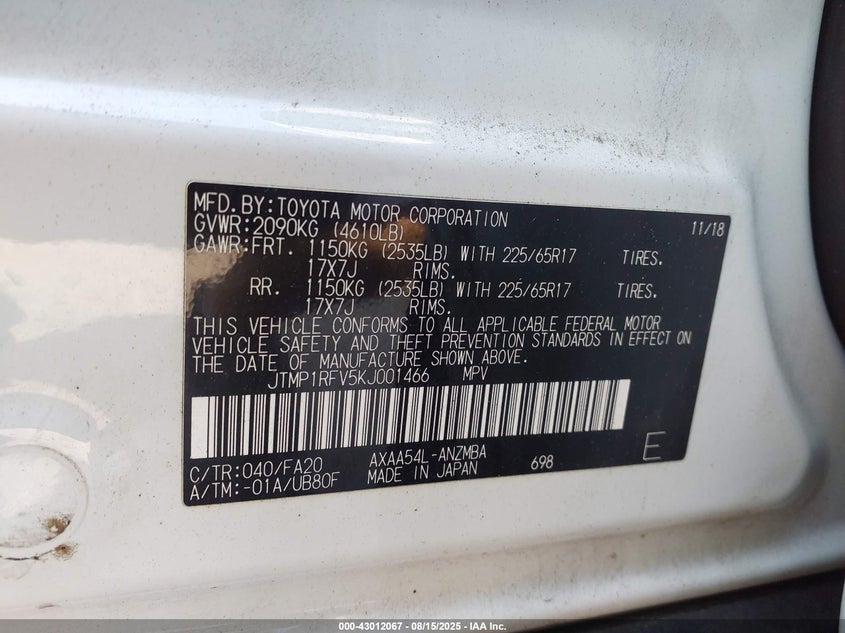 MFD.BY:TOYOTA MOTOR CORPORATION 11/18
GVWR:2090KG (4610LB)
GAWR:FRT. 1150KG (2535LB) WITH 225/65R17 TIRES.
17X7J RIMS.
RR. 1150KG (2535LB) WITH 225/65R17 TIRES.
17X7J RIMS.
THIS VEHICLE CONFORMS TO ALL APPLICABLE FEDERAL MOTOR
VEHICLE SAFETY AND THEFT PREVENTION STANDARDS IN EFFECT ON
THE DATE OF MANUFACTURE SHOWN ABOVE.
JTMP1RFV5KJ001466 MPV
C/TR:040/FA20 AXAA54L-ANZMBA 698 E
A/TM:-01A/UB80F MADE IN JAPAN
000-43012067 - 08/15/2025 - IAA Inc.